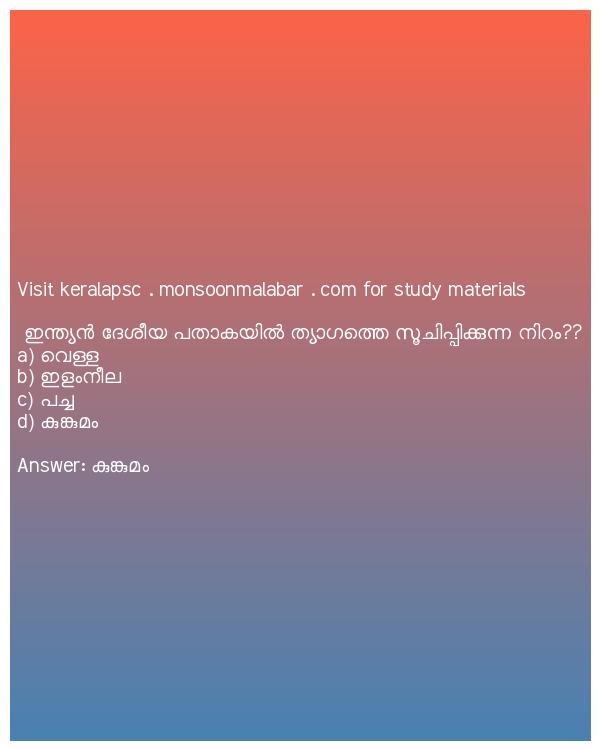 Visit keralapsc . monsoonmalabar . com for study materials
ഇന്ത്യൻ ദേശീയ പതാകയിൽ ത്യാഗത്തെ സൂചിപ്പിക്കുന്ന നിറം??
a) വെള്ള
b) ഇളംനീല
c) പച്ച
d) കുങ്കുമം
Answer: കുങ്കുമം